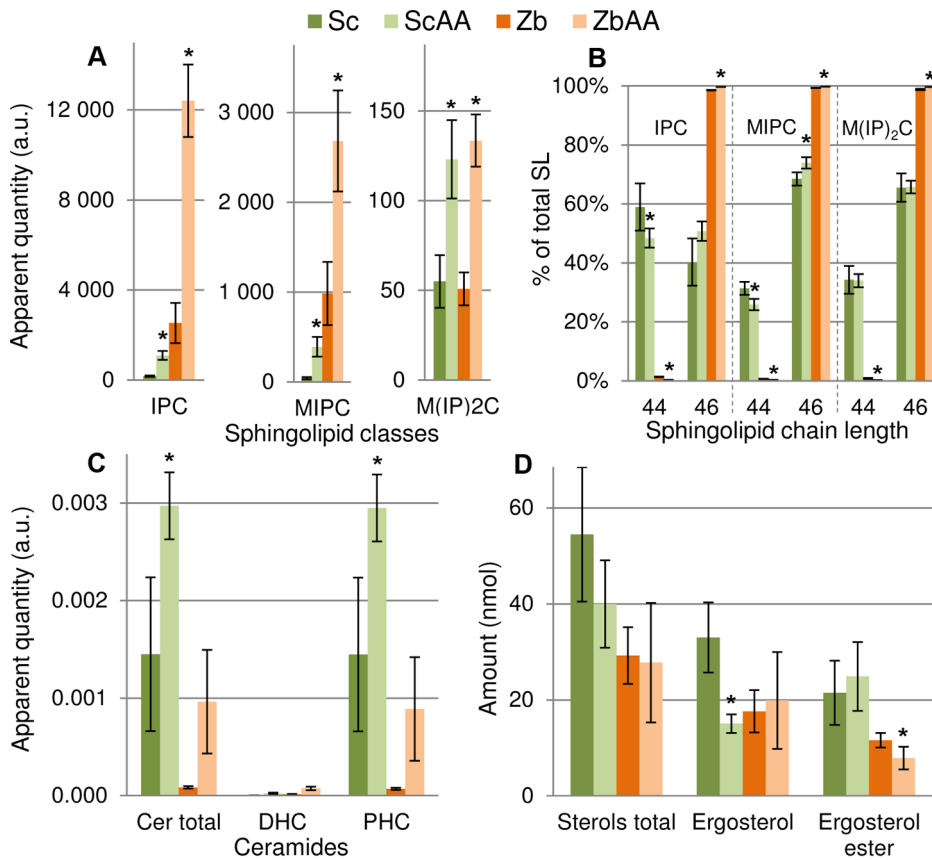 Sc ScAA Zb ZbAA
A
Apparent quantity (a.u.)
12 000
8 000
4 000
0
*
*
IPC
3 000
2 000
1 000
0
*
*
MIPC
150
100
50
0
* *
M(IP)2C
Sphingolipid classes
B
% of total SL
100%
80%
60%
40%
20%
0%
IPC MIPC M(IP)₂C
* * *
* * *
* * *
44 46 44 46 44 46
Sphingolipid chain length
C
Apparent quantity (a.u.)
0.003
0.002
0.001
0.000
* *
Cer total DHC PHC
Ceramides
D
Amount (nmol)
60
40
20
0
*
*
Sterols total Ergosterol Ergosterol
ester